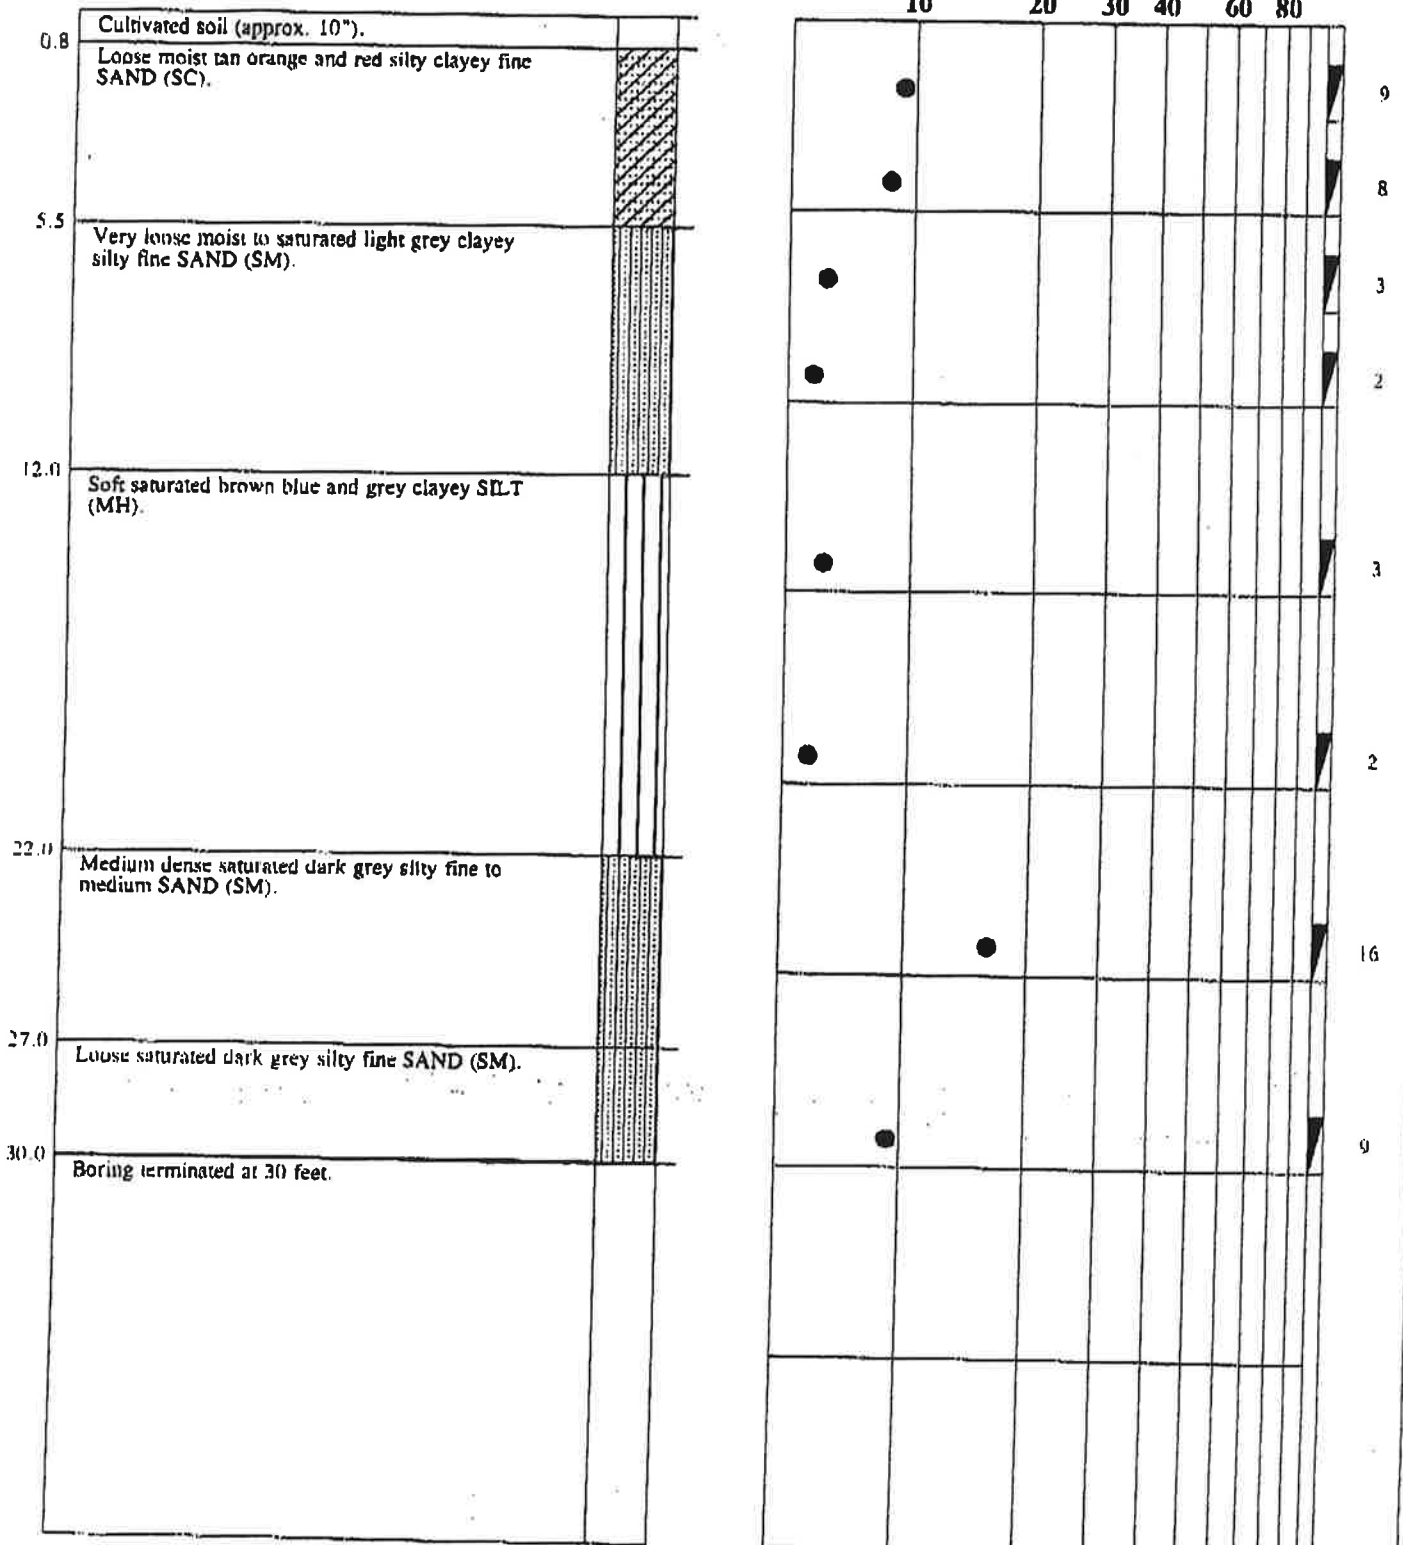 10 20 30 40 60 80
Cultivated soil (approx. 10").
0.8
Loose moist tan orange and red silty clayey fine
SAND (SC).
9
8
5.5
Very loose moist to saturated light grey clayey
silty fine SAND (SM).
3
2
12.0
Soft saturated brown blue and grey clayey SILT
(MH).
3
2
22.0
Medium dense saturated dark grey silty fine to
medium SAND (SM).
16
27.0
Loose saturated dark grey silty fine SAND (SM).
9
30.0
Boring terminated at 30 feet.